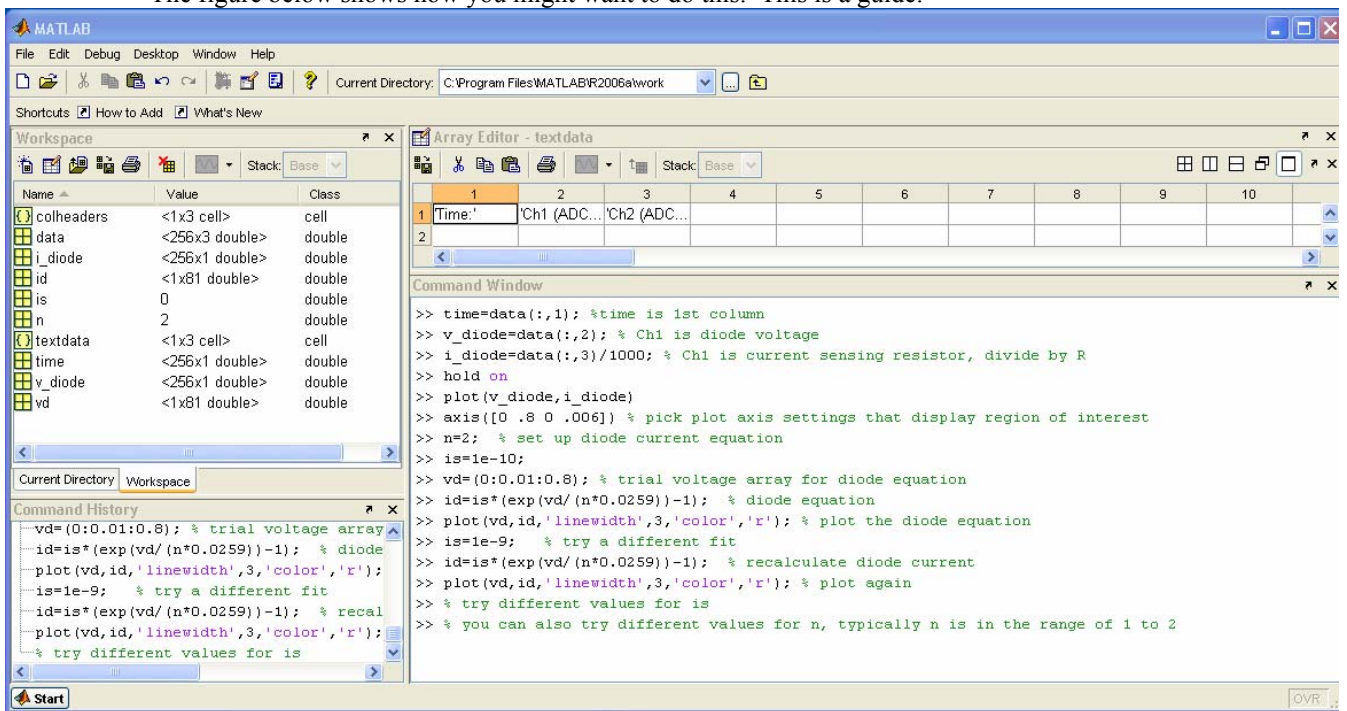 The figure below shows how you might want to do this. This is a guide.
MATLAB
File Edit Debug Desktop Window Help
Current Directory: C:\Program Files\MATLAB\R2006a\work
Shortcuts How to Add What's New
Workspace
Stack: Base
Name Value Class
colheaders <1x3 cell> cell
data <256x3 double> double
i_diode <256x1 double> double
id <1x81 double> double
is 0 double
n 2 double
textdata <1x3 cell> cell
time <256x1 double> double
v_diode <256x1 double> double
vd <1x81 double> double
Current Directory Workspace
Command History
vd=(0:0.01:0.8); % trial voltage array
id=is*(exp(vd/(n*0.0259))-1); % diode
plot(vd,id,'linewidth',3,'color','r');
is=1e-9; % try a different fit
id=is*(exp(vd/(n*0.0259))-1); % recal
plot(vd,id,'linewidth',3,'color','r');
% try different values for is
Array Editor - textdata
Stack: Base
1 2 3 4 5 6 7 8 9 10
1 'Time:' 'Ch1 (ADC... 'Ch2 (ADC...
2
Command Window
>> time=data(:,1); %time is 1st column
>> v_diode=data(:,2); % Ch1 is diode voltage
>> i_diode=data(:,3)/1000; % Ch1 is current sensing resistor, divide by R
>> hold on
>> plot(v_diode,i_diode)
>> axis([0 .8 0 .006]) % pick plot axis settings that display region of interest
>> n=2; % set up diode current equation
>> is=1e-10;
>> vd=(0:0.01:0.8); % trial voltage array for diode equation
>> id=is*(exp(vd/(n*0.0259))-1); % diode equation
>> plot(vd,id,'linewidth',3,'color','r'); % plot the diode equation
>> is=1e-9; % try a different fit
>> id=is*(exp(vd/(n*0.0259))-1); % recalculate diode current
>> plot(vd,id,'linewidth',3,'color','r'); % plot again
>> % try different values for is
>> % you can also try different values for n, typically n is in the range of 1 to 2
Start
OVR